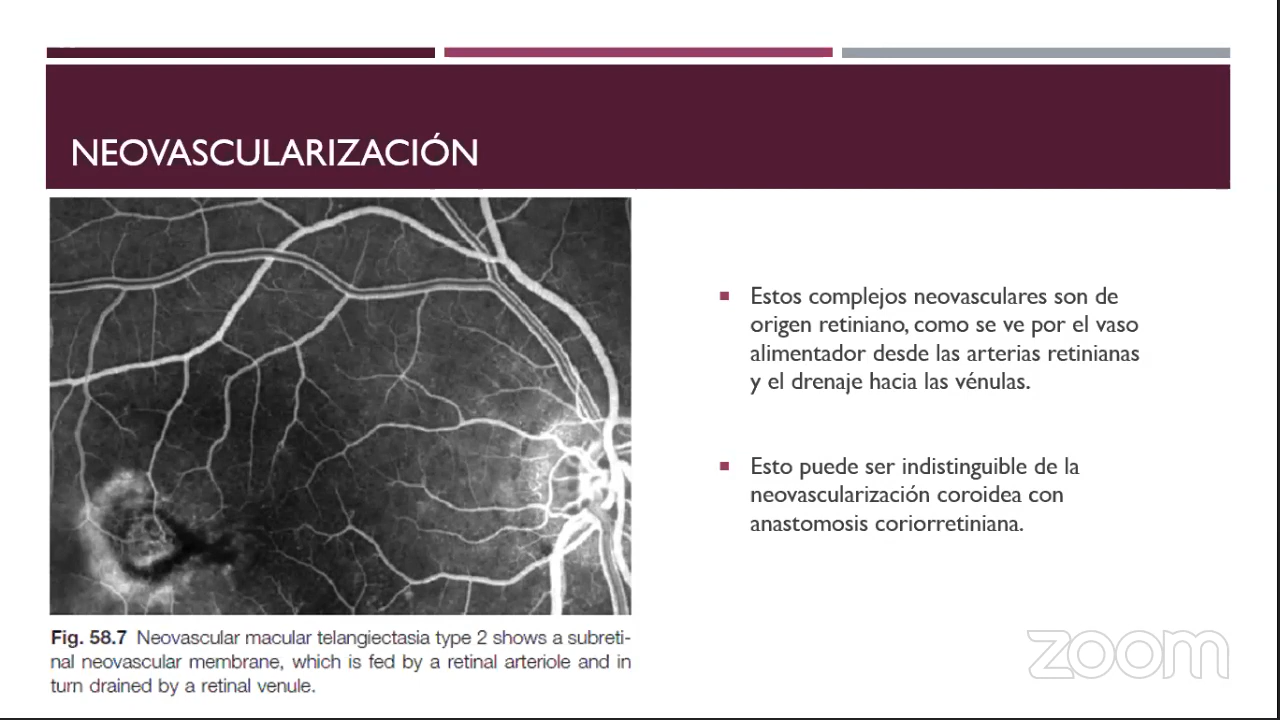 NEOVASCULARIZACIÓN
Estos complejos neovasculares son de
origen retiniano, como se ve por el vaso
alimentador desde las arterias retinianas
y el drenaje hacia las vénulas.
Esto puede ser indistinguible de la
neovascularización coroidea con
anastomosis coriorretiniana.
Fig. 58.7 Neovascular macular telangiectasia type 2 shows a subreti-
nal neovascular membrane, which is fed by a retinal arteriole and in
turn drained by a retinal venule.
zoom